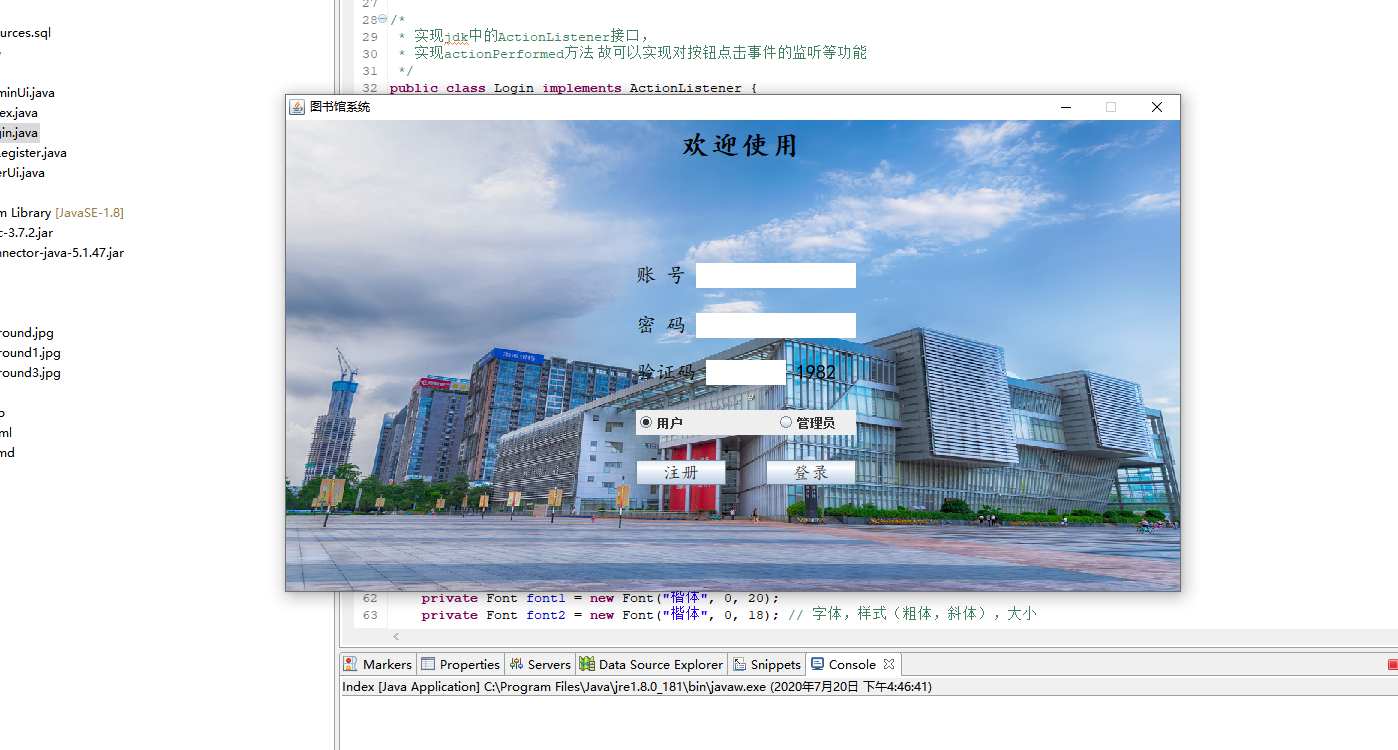 urces.sql
minUi.java
ex.java
gin.java
Register.java
erUi.java
m Library [JavaSE-1.8]
c-3.7.2.jar
nnector-java-5.1.47.jar
round.jpg
round1.jpg
round3.jpg
ml
md
27
28 /*
29 * 实现jdk中的ActionListener接口，
30 * 实现actionPerformed方法 故可以实现对按钮点击事件的监听等功能
31 */
32 public class Login implements ActionListener {
图书馆系统
欢迎使用
账 号
密 码
验证码 1982
用户 管理员
注册 登录
62 private Font font1 = new Font("楷体", 0, 20);
63 private Font font2 = new Font("楷体", 0, 18); // 字体，样式（粗体，斜体），大小
Markers Properties Servers Data Source Explorer Snippets Console
Index [Java Application] C:\Program Files\Java\jre1.8.0_181\bin\javaw.exe (2020年7月20日 下午4:46:41)